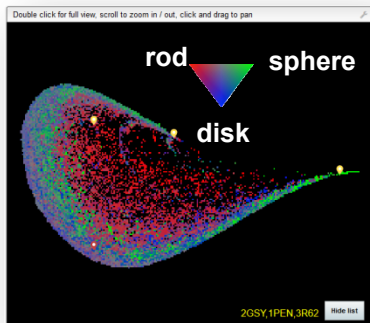 Double click for full view, scroll to zoom in / out, click and drag to pan
rod sphere
disk
2GSY,1PEN,3R62 Hide list